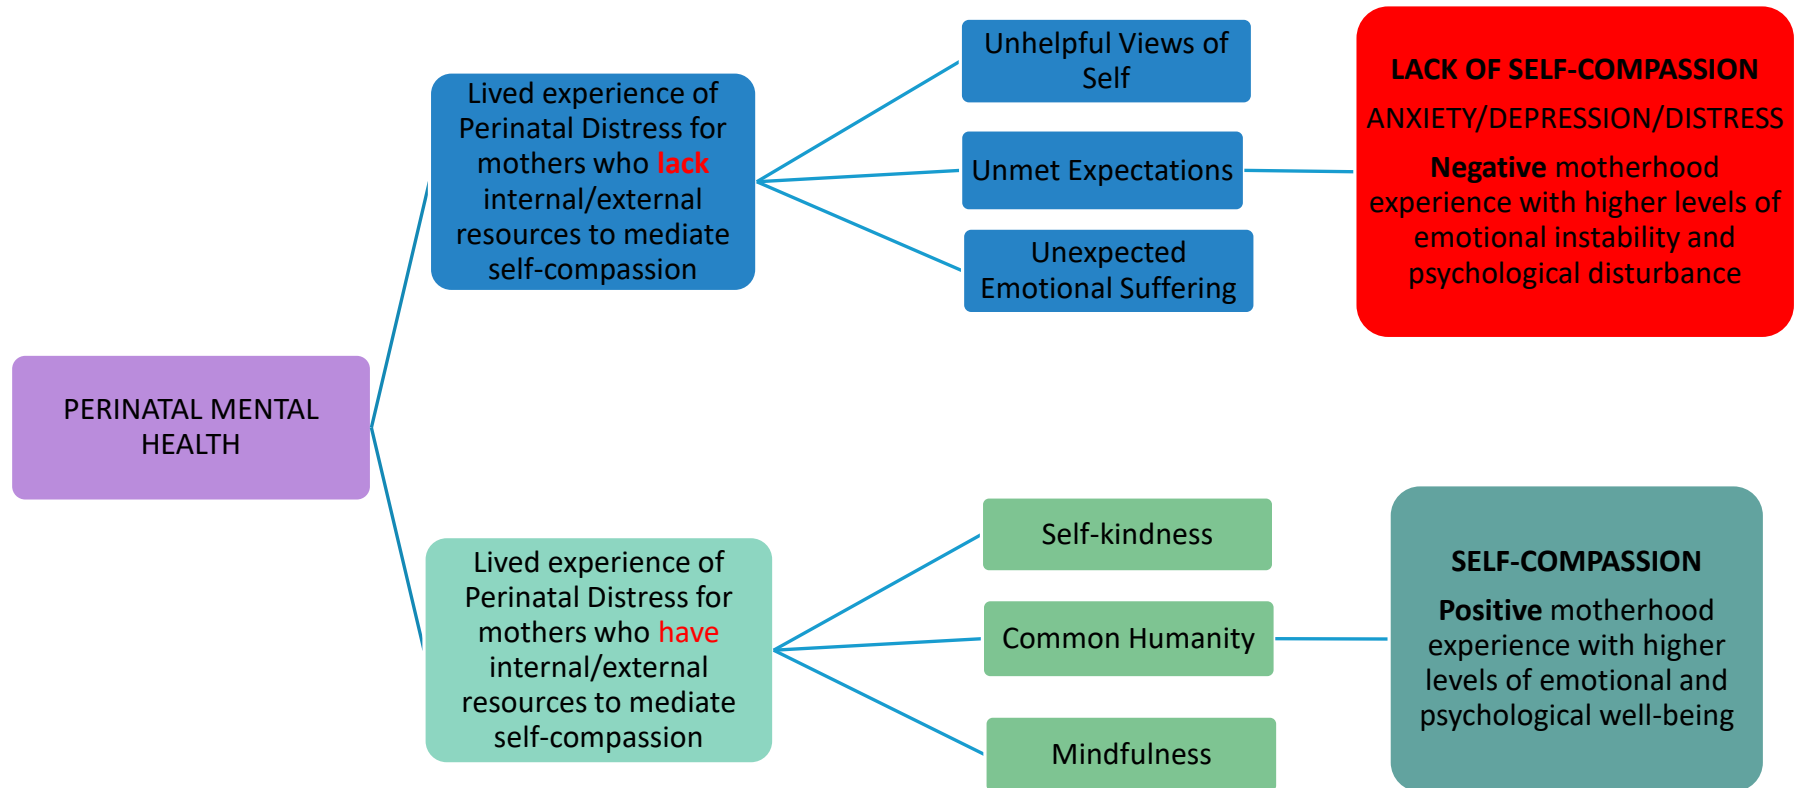 PERINATAL MENTAL
HEALTH
Lived experience of
Perinatal Distress for
mothers who lack
internal/external
resources to mediate
self-compassion
Unhelpful Views of
Self
Unmet Expectations
Unexpected
Emotional Suffering
LACK OF SELF-COMPASSION
ANXIETY/DEPRESSION/DISTRESS
Negative motherhood
experience with higher levels of
emotional instability and
psychological disturbance
Lived experience of
Perinatal Distress for
mothers who have
internal/external
resources to mediate
self-compassion
Self-kindness
Common Humanity
Mindfulness
SELF-COMPASSION
Positive motherhood
experience with higher
levels of emotional and
psychological well-being